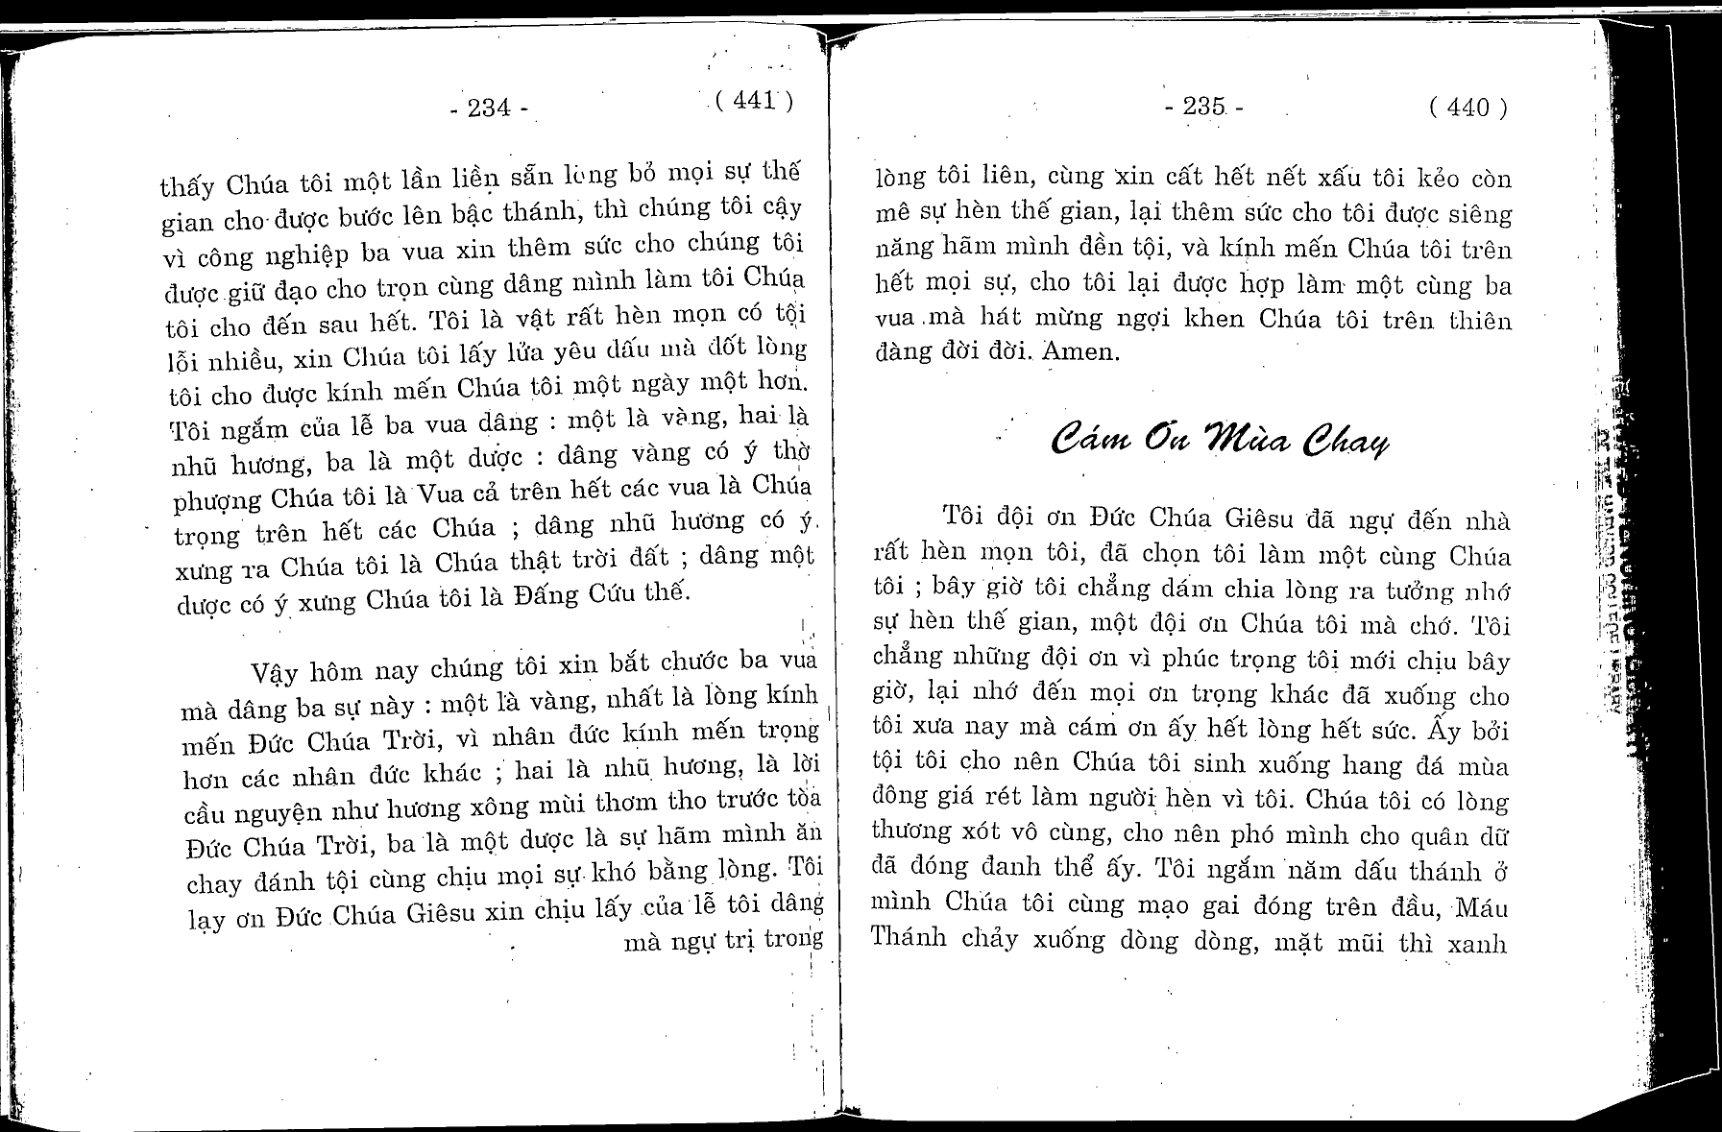 - 234 - ( 441 )
thấy Chúa tôi một lần liền sẵn lòng bỏ mọi sự thế
gian cho được bước lên bậc thánh, thì chúng tôi cậy
vì công nghiệp ba vua xin thêm sức cho chúng tôi
được giữ đạo cho trọn cùng dâng mình làm tôi Chúa
tôi cho đến sau hết. Tôi là vật rất hèn mọn có tội
lỗi nhiều, xin Chúa tôi lấy lửa yêu dấu mà đốt lòng
tôi cho được kính mến Chúa tôi một ngày một hơn.
Tôi ngắm của lễ ba vua dâng : một là vàng, hai là
nhũ hương, ba là một dược : dâng vàng có ý thờ
phượng Chúa tôi là Vua cả trên hết các vua là Chúa
trọng trên hết các Chúa ; dâng nhũ hương có ý
xưng ra Chúa tôi là Chúa thật trời đất ; dâng một
dược có ý xưng Chúa tôi là Đấng Cứu thế.
Vậy hôm nay chúng tôi xin bắt chước ba vua
mà dâng ba sự này : một là vàng, nhất là lòng kính
mến Đức Chúa Trời, vì nhân đức kính mến trọng
hơn các nhân đức khác ; hai là nhũ hương, là lời
cầu nguyện như hương xông mùi thơm tho trước tòa
Đức Chúa Trời, ba là một dược là sự hãm mình ăn
chay đánh tội cùng chịu mọi sự khó bằng lòng. Tôi
lạy ơn Đức Chúa Giêsu xin chịu lấy của lễ tôi dâng
mà ngự trị trong
- 235 - ( 440 )
lòng tôi liên, cùng xin cất hết nết xấu tôi kẻo còn
mê sự hèn thế gian, lại thêm sức cho tôi được siêng
năng hãm mình đền tội, và kính mến Chúa tôi trên
hết mọi sự, cho tôi lại được hợp làm một cùng ba
vua mà hát mừng ngợi khen Chúa tôi trên thiên
đàng đời đời. Amen.
Cám Ơn Mùa Chay
Tôi đội ơn Đức Chúa Giêsu đã ngự đến nhà
rất hèn mọn tôi, đã chọn tôi làm một cùng Chúa
tôi ; bây giờ tôi chẳng dám chia lòng ra tưởng nhớ
sự hèn thế gian, một đội ơn Chúa tôi mà chớ. Tôi
chẳng những đội ơn vì phúc trọng tôi mới chịu bây
giờ, lại nhớ đến mọi ơn trọng khác đã xuống cho
tôi xưa nay mà cám ơn ấy hết lòng hết sức. Ấy bởi
tội tôi cho nên Chúa tôi sinh xuống hang đá mùa
đông giá rét làm người hèn vì tôi. Chúa tôi có lòng
thương xót vô cùng, cho nên phó mình cho quân dữ
đã đóng đanh thể ấy. Tôi ngắm năm dấu thánh ở
mình Chúa tôi cùng mạo gai đóng trên đầu, Máu
Thánh chảy xuống dòng dòng, mặt mũi thì xanh